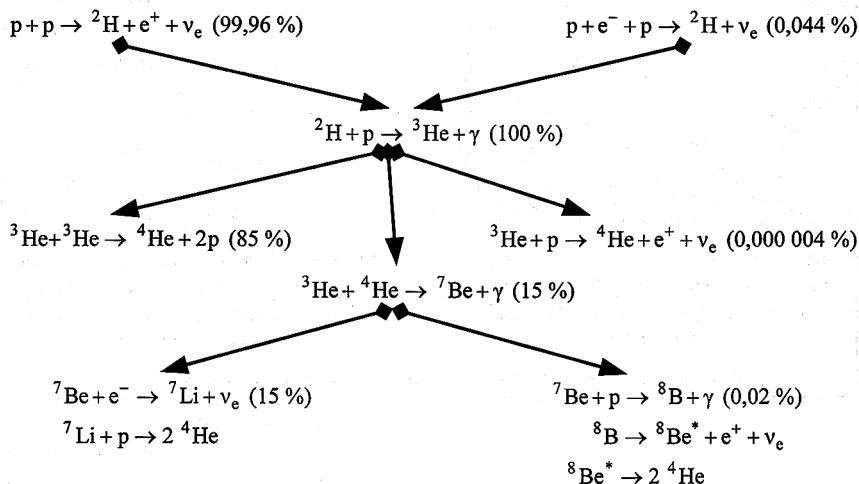 p + p → ²H + e⁺ + νₑ (99,96 %)
p + e⁻ + p → ²H + νₑ (0,044 %)
²H + p → ³He + γ (100 %)
³He + ³He → ⁴He + 2p (85 %)
³He + p → ⁴He + e⁺ + νₑ (0,000 004 %)
³He + ⁴He → ⁷Be + γ (15 %)
⁷Be + e⁻ → ⁷Li + νₑ (15 %)
⁷Li + p → 2 ⁴He
⁷Be + p → ⁸B + γ (0,02 %)
⁸B → ⁸Be* + e⁺ + νₑ
⁸Be* → 2 ⁴He